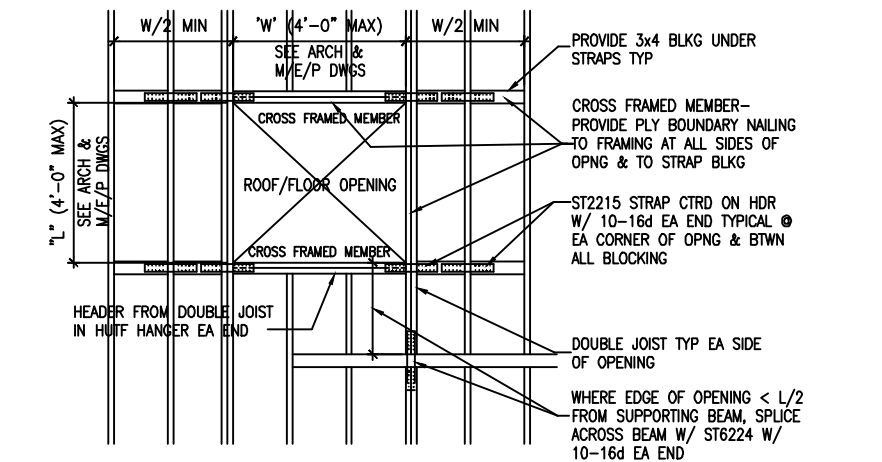 W/2 MIN
'W' (4'-0" MAX)
W/2 MIN
SEE ARCH &
M/E/P DWGS
PROVIDE 3x4 BLKG UNDER
STRAPS TYP
CROSS FRAMED MEMBER-
PROVIDE PLY BOUNDARY NAILING
TO FRAMING AT ALL SIDES OF
OPNG & TO STRAP BLKG
"L" (4'-0" MAX)
SEE ARCH &
M/E/P DWGS
CROSS FRAMED MEMBER
ROOF/FLOOR OPENING
CROSS FRAMED MEMBER
ST2215 STRAP CTRD ON HDR
W/ 10-16d EA END TYPICAL @
EA CORNER OF OPNG & BTWN
ALL BLOCKING
HEADER FROM DOUBLE JOIST
IN HUTF HANGER EA END
DOUBLE JOIST TYP EA SIDE
OF OPENING
WHERE EDGE OF OPENING < L/2
FROM SUPPORTING BEAM, SPLICE
ACROSS BEAM W/ ST6224 W/
10-16d EA END